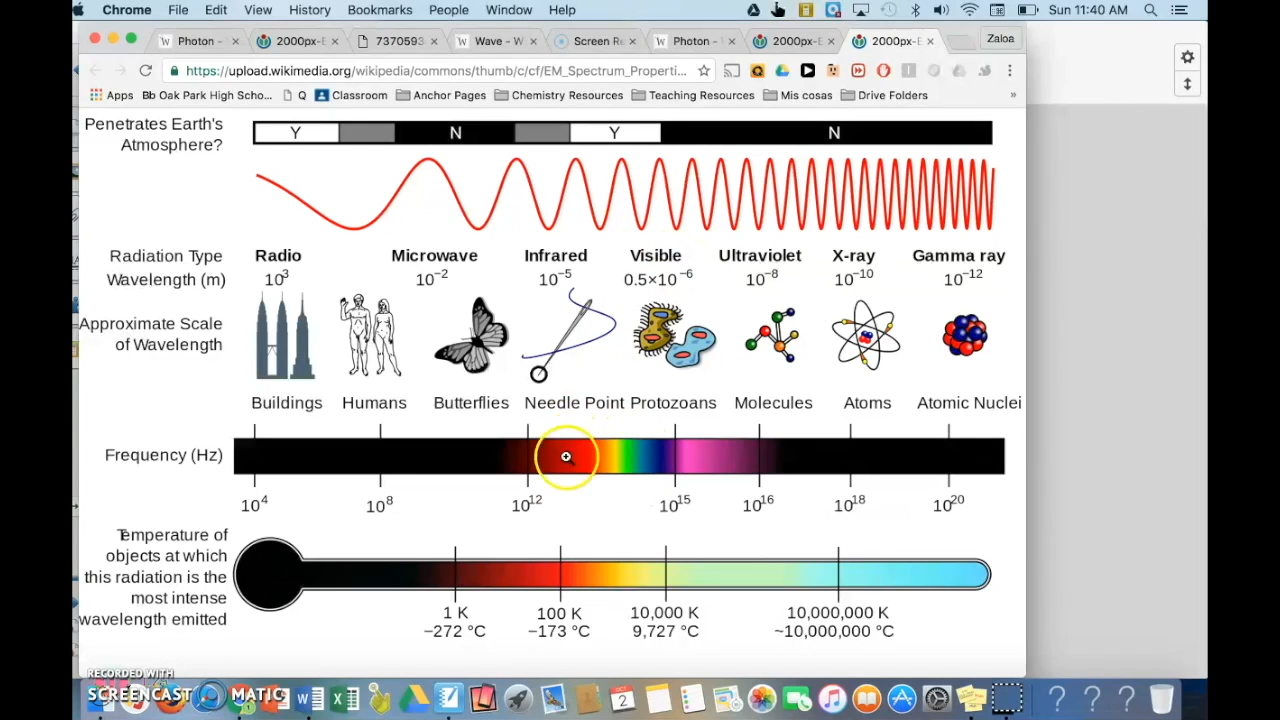 Chrome File Edit View History Bookmarks People Window Help Sun 11:40 AM
Photon - 2000px-E 7370593 Wave - W Screen Re Photon - 2000px-E 2000px-E Zaloa
https://upload.wikimedia.org/wikipedia/commons/thumb/c/cf/EM_Spectrum_Properti...
Apps Bb Oak Park High Scho... Q Classroom Anchor Pages Chemistry Resources Teaching Resources Mis cosas Drive Folders »
Penetrates Earth's
Atmosphere?
Y N Y N
Radiation Type Radio Microwave Infrared Visible Ultraviolet X-ray Gamma ray
Wavelength (m) 10³ 10⁻² 10⁻⁵ 0.5×10⁻⁶ 10⁻⁸ 10⁻¹⁰ 10⁻¹²
Approximate Scale
of Wavelength
Buildings Humans Butterflies Needle Point Protozoans Molecules Atoms Atomic Nuclei
Frequency (Hz)
10⁴ 10⁸ 10¹² 10¹⁵ 10¹⁶ 10¹⁸ 10²⁰
Temperature of
objects at which
this radiation is the
most intense
wavelength emitted
1 K 100 K 10,000 K 10,000,000 K
−272 °C −173 °C 9,727 °C ~10,000,000 °C
RECORDED WITH
SCREENCAST MATIC